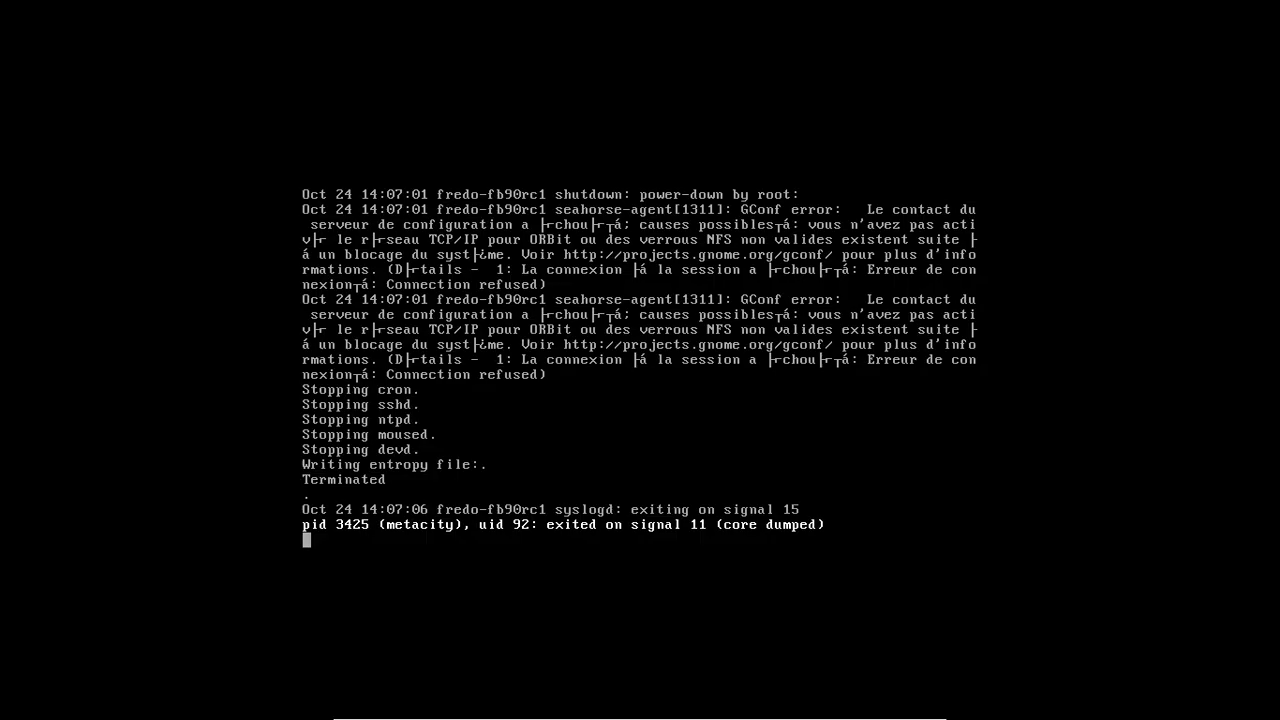 Oct 24 14:07:01 fredo-fb90rc1 shutdown: power-down by root:
Oct 24 14:07:01 fredo-fb90rc1 seahorse-agent[1311]: GConf error:   Le contact du
 serveur de configuration a ├⌐chou├⌐┬á; causes possibles┬á: vous n'avez pas acti
v├⌐ le r├⌐seau TCP/IP pour ORBit ou des verrous NFS non valides existent suite ├
á un blocage du syst├¿me. Voir http://projects.gnome.org/gconf/ pour plus d'info
rmations. (D├⌐tails -  1: La connexion ├á la session a ├⌐chou├⌐┬á: Erreur de con
nexion┬á: Connection refused)
Oct 24 14:07:01 fredo-fb90rc1 seahorse-agent[1311]: GConf error:   Le contact du
 serveur de configuration a ├⌐chou├⌐┬á; causes possibles┬á: vous n'avez pas acti
v├⌐ le r├⌐seau TCP/IP pour ORBit ou des verrous NFS non valides existent suite ├
á un blocage du syst├¿me. Voir http://projects.gnome.org/gconf/ pour plus d'info
rmations. (D├⌐tails -  1: La connexion ├á la session a ├⌐chou├⌐┬á: Erreur de con
nexion┬á: Connection refused)
Stopping cron.
Stopping sshd.
Stopping ntpd.
Stopping moused.
Stopping devd.
Writing entropy file:.
Terminated
.
Oct 24 14:07:06 fredo-fb90rc1 syslogd: exiting on signal 15
pid 3425 (metacity), uid 92: exited on signal 11 (core dumped)